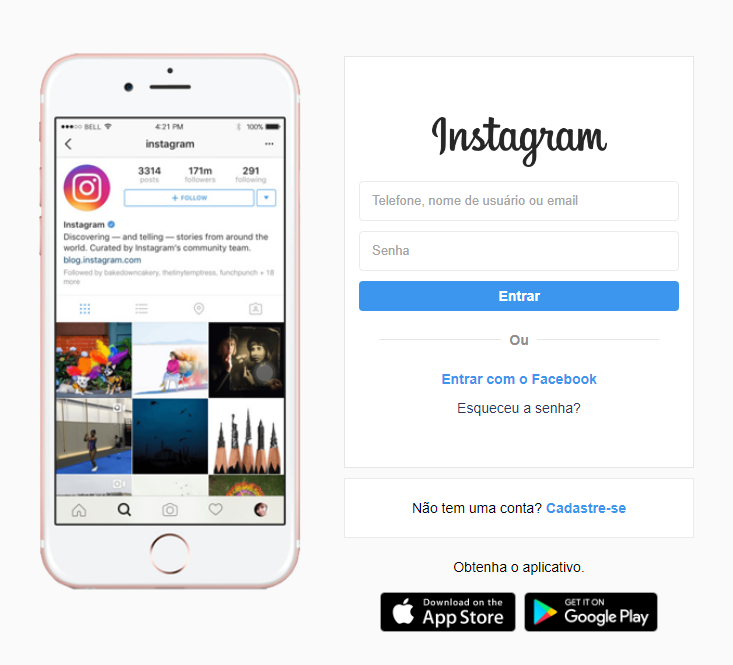 BELL 4:21 PM 100%
instagram
3314 171m 291
posts followers following
+ FOLLOW
Instagram
Discovering — and telling — stories from around the
world. Curated by Instagram's community team.
blog.instagram.com
Followed by bakedowncakery, thetinytemptress, funchpunch + 18
more
Instagram
Telefone, nome de usuário ou email
Senha
Entrar
Ou
Entrar com o Facebook
Esqueceu a senha?
Não tem uma conta? Cadastre-se
Obtenha o aplicativo.
Download on the
App Store
GET IT ON
Google Play